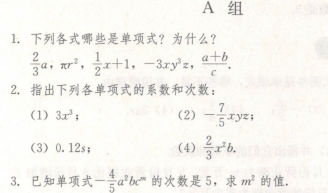 A 组
1. 下列各式哪些是单项式？为什么？
$\frac{2}{3}a$, $\pi r^2$, $\frac{1}{2}x+1$, $-3xy^3z$, $\frac{a+b}{c}$.
2. 指出下列各单项式的系数和次数：
(1) $3x^3$; (2) $-\frac{7}{5}xyz$;
(3) $0.12s$; (4) $\frac{2}{3}x^2b$.
3. 已知单项式$-\frac{4}{5}a^2bc^m$ 的次数是 5，求 $m^2$ 的值.